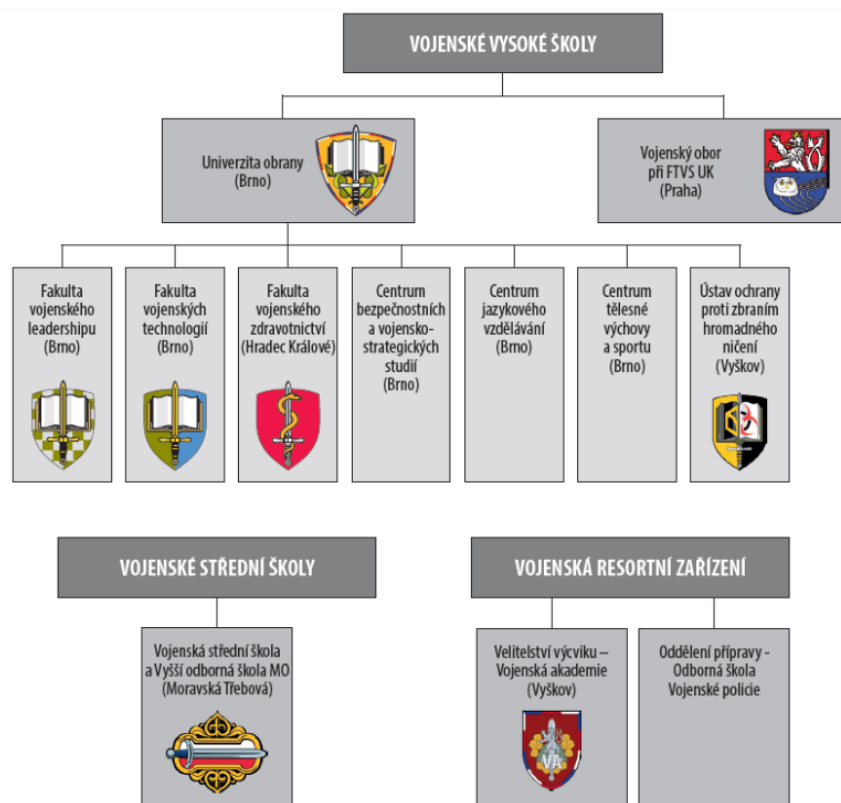 VOJENSKÉ VYSOKÉ ŠKOLY
Univerzita obrany
(Brno)
Vojenský obor
při FTVS UK
(Praha)
Fakulta
vojenského
leadershipu
(Brno)
Fakulta
vojenských
technologií
(Brno)
Fakulta
vojenského
zdravotnictví
(Hradec Králové)
Centrum
bezpečnostních
a vojensko-
strategických
studií
(Brno)
Centrum
jazykového
vzdělávání
(Brno)
Centrum
tělesné
výchovy
a sportu
(Brno)
Ústav ochrany
proti zbraním
hromadného
ničení
(Vyškov)
VOJENSKÉ STŘEDNÍ ŠKOLY
Vojenská střední škola
a Vyšší odborná škola MO
(Moravská Třebová)
VOJENSKÁ RESORTNÍ ZAŘÍZENÍ
Velitelství výcviku –
Vojenská akademie
(Vyškov)
VA
Oddělení přípravy -
Odborná škola
Vojenské policie